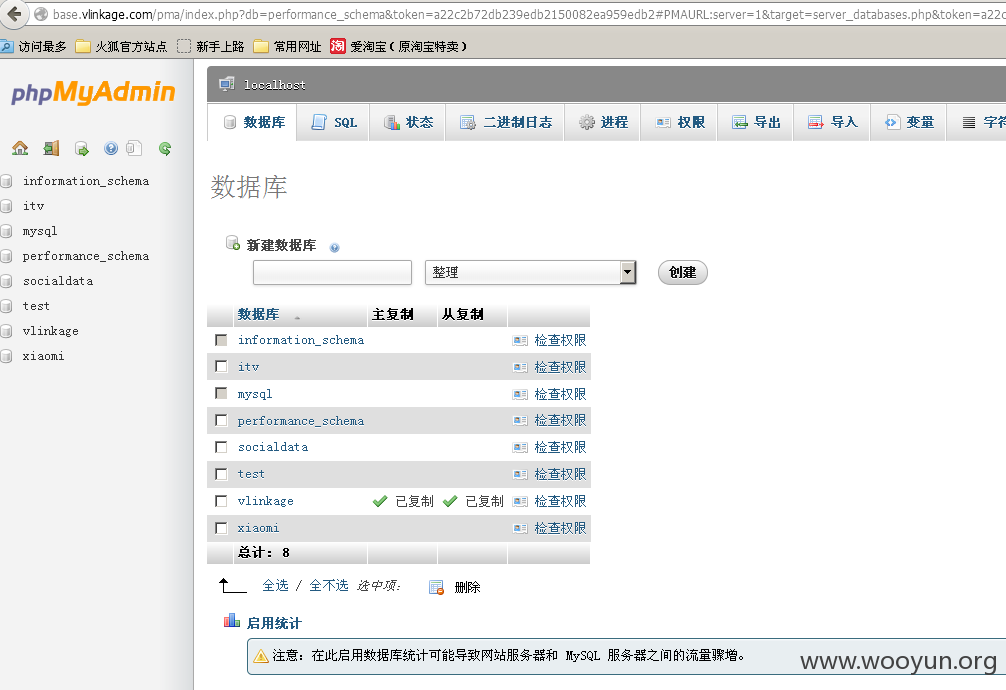 base.vlinkage.com/pma/index.php?db=performance_schema&token=a22c2b72db239edb2150082ea959edb2#PMAURL:server=1&target=server_databases.php&token=a22c
访问最多 火狐官方站点 新手上路 常用网址 淘 爱淘宝（原淘宝特卖）
phpMyAdmin
information_schema
itv
mysql
performance_schema
socialdata
test
vlinkage
xiaomi
localhost
数据库 SQL 状态 二进制日志 进程 权限 导出 导入 变量 字符
数据库
新建数据库
整理 创建
数据库 主复制 从复制
information_schema 检查权限
itv 检查权限
mysql 检查权限
performance_schema 检查权限
socialdata 检查权限
test 检查权限
vlinkage 已复制 已复制 检查权限
xiaomi 检查权限
总计: 8
全选 / 全不选 选中项: 删除
启用统计
注意: 在此启用数据库统计可能导致网站服务器和 MySQL 服务器之间的流量骤增。
www.wooyun.org